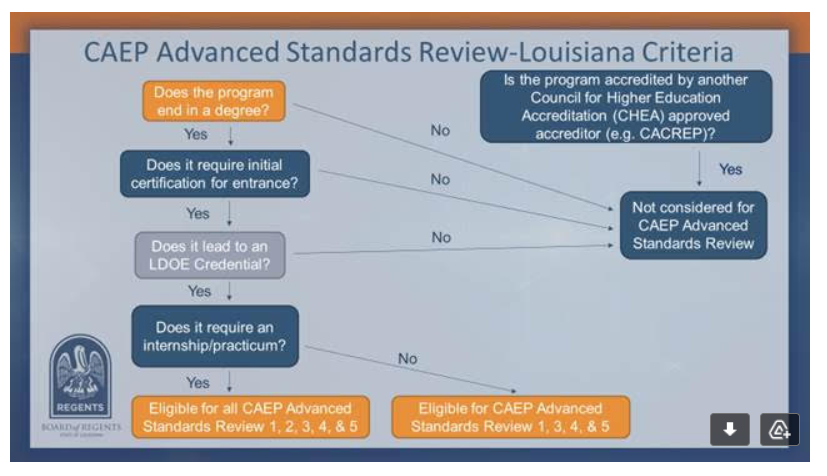 CAEP Advanced Standards Review-Louisiana Criteria
Does the program
end in a degree?
Yes
No
Does it require initial
certification for entrance?
Yes
No
Does it lead to an
LDOE Credential?
Yes
No
Does it require an
internship/practicum?
Yes
No
Eligible for all CAEP Advanced
Standards Review 1, 2, 3, 4, & 5
Eligible for CAEP Advanced
Standards Review 1, 3, 4, & 5
Is the program accredited by another
Council for Higher Education
Accreditation (CHEA) approved
accreditor (e.g. CACREP)?
Yes
Not considered for
CAEP Advanced
Standards Review
REGENTS
BOARD of REGENTS
STATE OF LOUISIANA